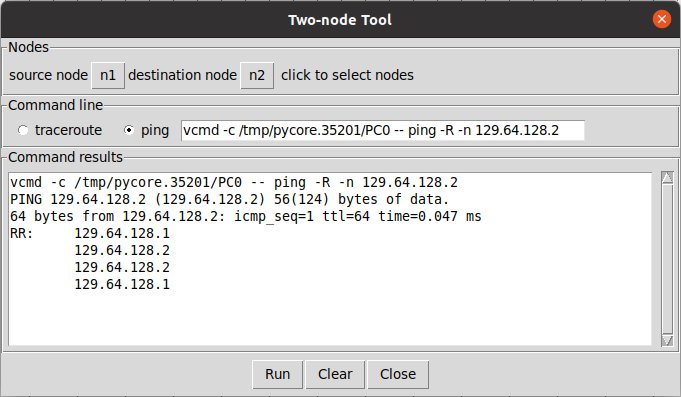 Two-node Tool
Nodes
source node n1 destination node n2 click to select nodes
Command line
traceroute ping vcmd -c /tmp/pycore.35201/PC0 -- ping -R -n 129.64.128.2
Command results
vcmd -c /tmp/pycore.35201/PC0 -- ping -R -n 129.64.128.2
PING 129.64.128.2 (129.64.128.2) 56(124) bytes of data.
64 bytes from 129.64.128.2: icmp_seq=1 ttl=64 time=0.047 ms
RR: 129.64.128.1
129.64.128.2
129.64.128.2
129.64.128.1
Run Clear Close